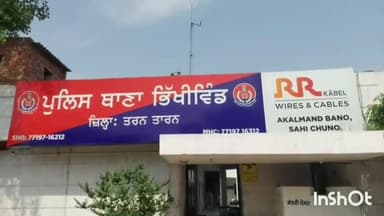 ਪੁਲਿਸ ਥਾਣਾ ਭਿੱਖੀਵਿੰਡ
ਜ਼ਿਲ੍ਹਾ: ਤਰਨ ਤਾਰਨ
SHO: 77197-16212
MHC: 77197 16312
RR
KABEL
WIRES & CABLES
AKALMAND BANO,
SAHI CHUNO.
InShOt